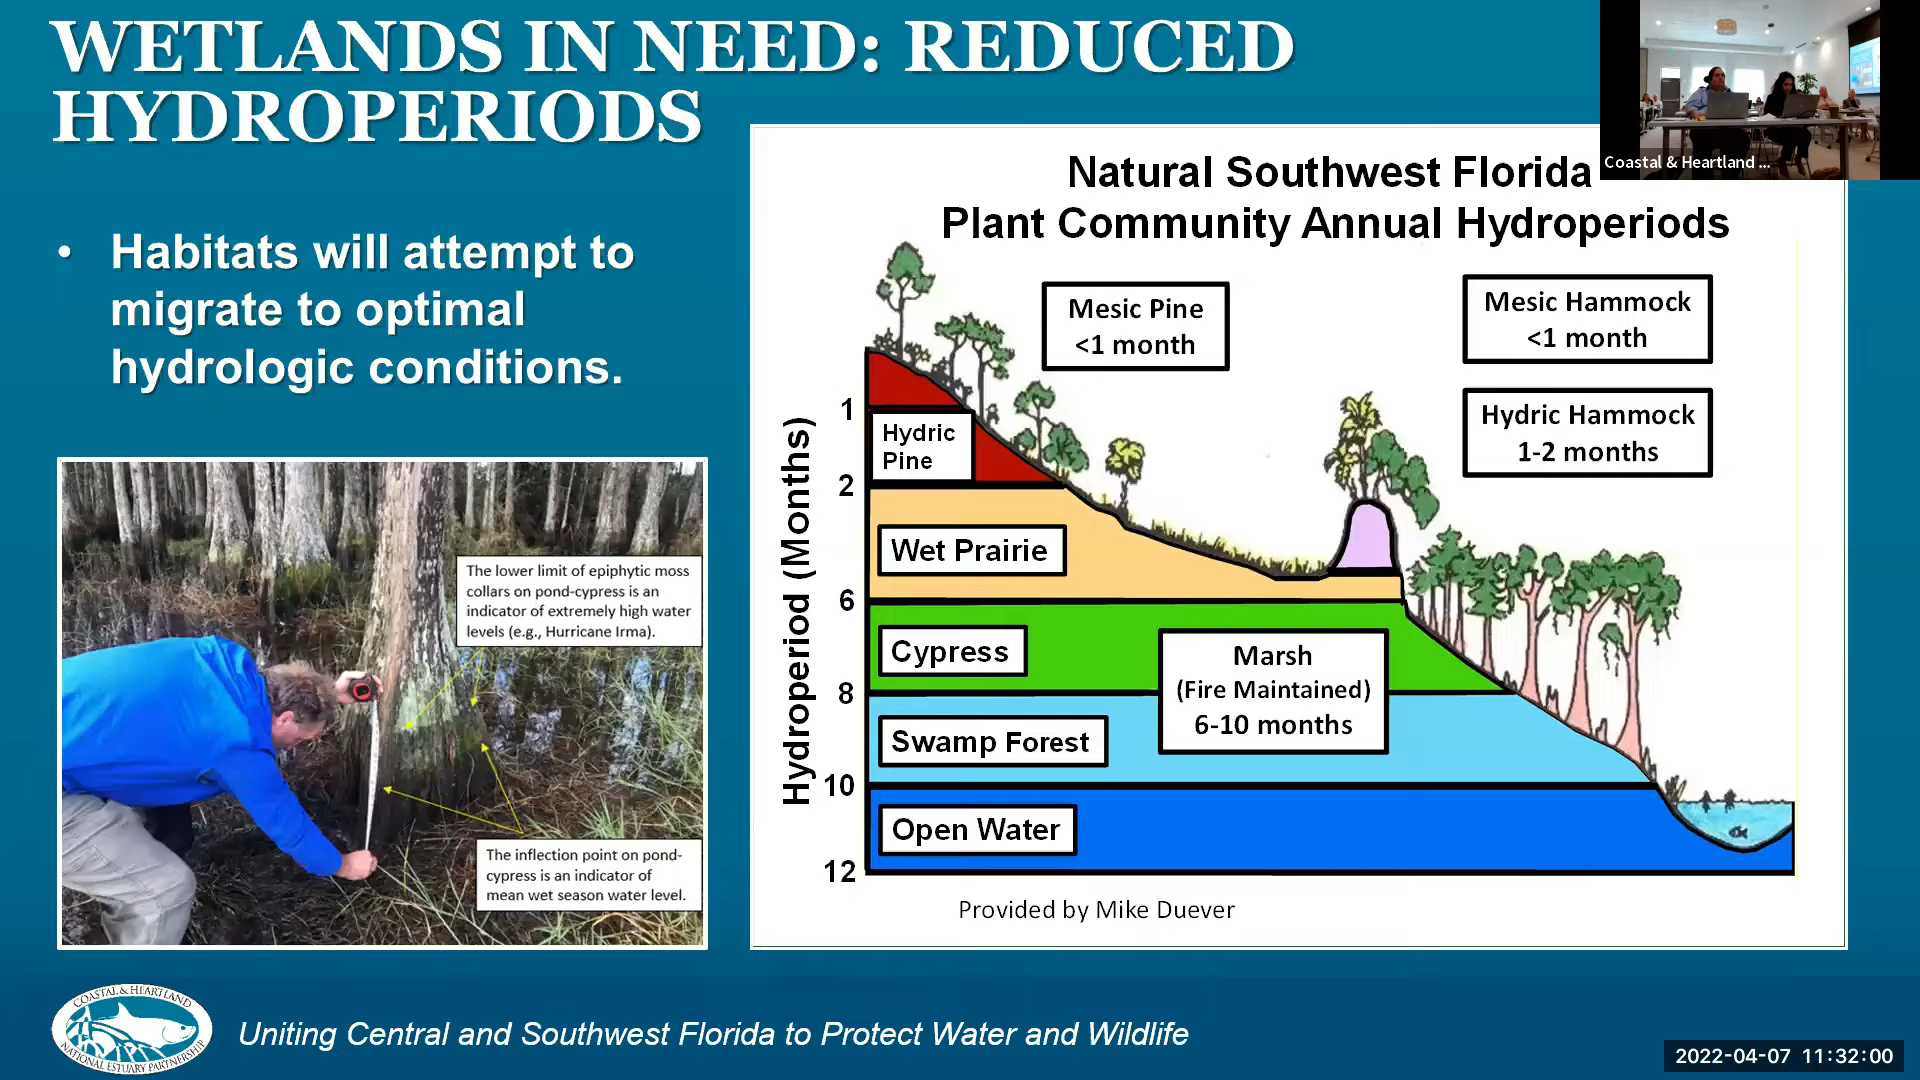 WETLANDS IN NEED: REDUCED
HYDROPERIODS
• Habitats will attempt to
migrate to optimal
hydrologic conditions.
The lower limit of epiphytic moss
collars on pond-cypress is an
indicator of extremely high water
levels (e.g., Hurricane Irma).
The inflection point on pond-
cypress is an indicator of
mean wet season water level.
Natural Southwest Florida
Plant Community Annual Hydroperiods
Mesic Pine
<1 month
Mesic Hammock
<1 month
Hydric Hammock
1-2 months
Hydroperiod (Months)
1
Hydric
Pine
2
Wet Prairie
6
Cypress
Marsh
(Fire Maintained)
6-10 months
8
Swamp Forest
10
Open Water
12
Provided by Mike Duever
Coastal & Heartland ...
COASTAL & HEARTLAND
NATIONAL ESTUARY PARTNERSHIP
Uniting Central and Southwest Florida to Protect Water and Wildlife
2022-04-07 11:32:00